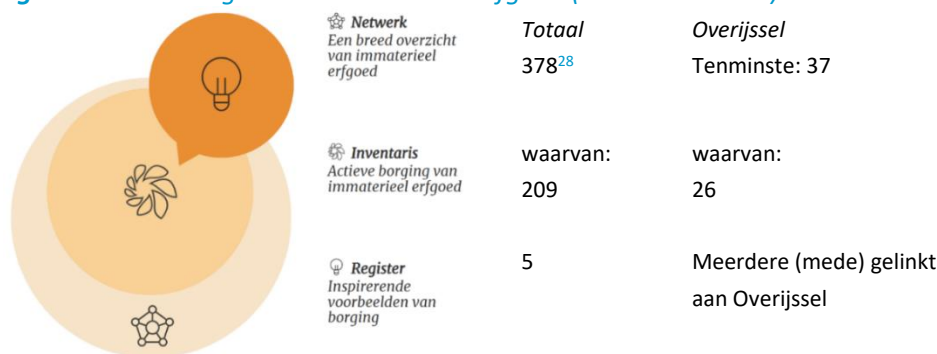 Netwerk
Een breed overzicht
van immaterieel
erfgoed
Totaal
Overijssel
378²⁸
Tenminste: 37
Inventaris
Actieve borging van
immaterieel erfgoed
waarvan:
waarvan:
209
26
Register
Inspirerende
voorbeelden van
borging
5
Meerdere (mede) gelinkt
aan Overijssel